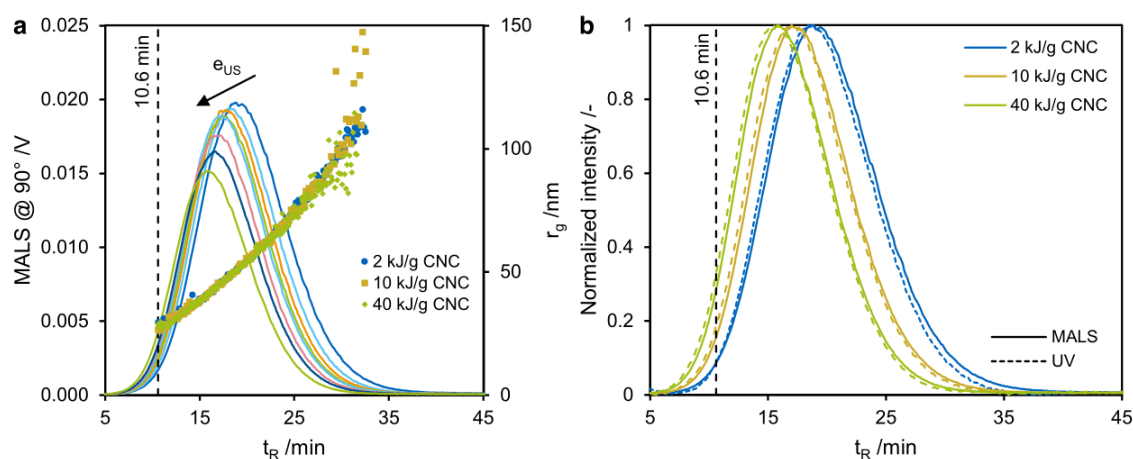 a
0.025
0.020
0.015
0.010
0.005
0.000
MALS @ 90° /V
10.6 min
e_US
150
100
50
0
r_g /nm
2 kJ/g CNC
10 kJ/g CNC
40 kJ/g CNC
5 15 25 35 45
t_R /min
b
1
0.8
0.6
0.4
0.2
0
Normalized intensity /-
10.6 min
2 kJ/g CNC
10 kJ/g CNC
40 kJ/g CNC
MALS
UV
5 15 25 35 45
t_R /min